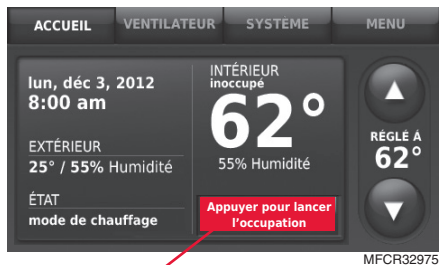 ACCUEIL
VENTILATEUR
SYSTÈME
MENU
lun, déc 3, 2012
8:00 am
EXTÉRIEUR
25° / 55% Humidité
ÉTAT
mode de chauffage
INTÉRIEUR
inoccupé
62°
55% Humidité
Appuyer pour lancer
l'occupation
RÉGLÉ À
62°
MFCR32975